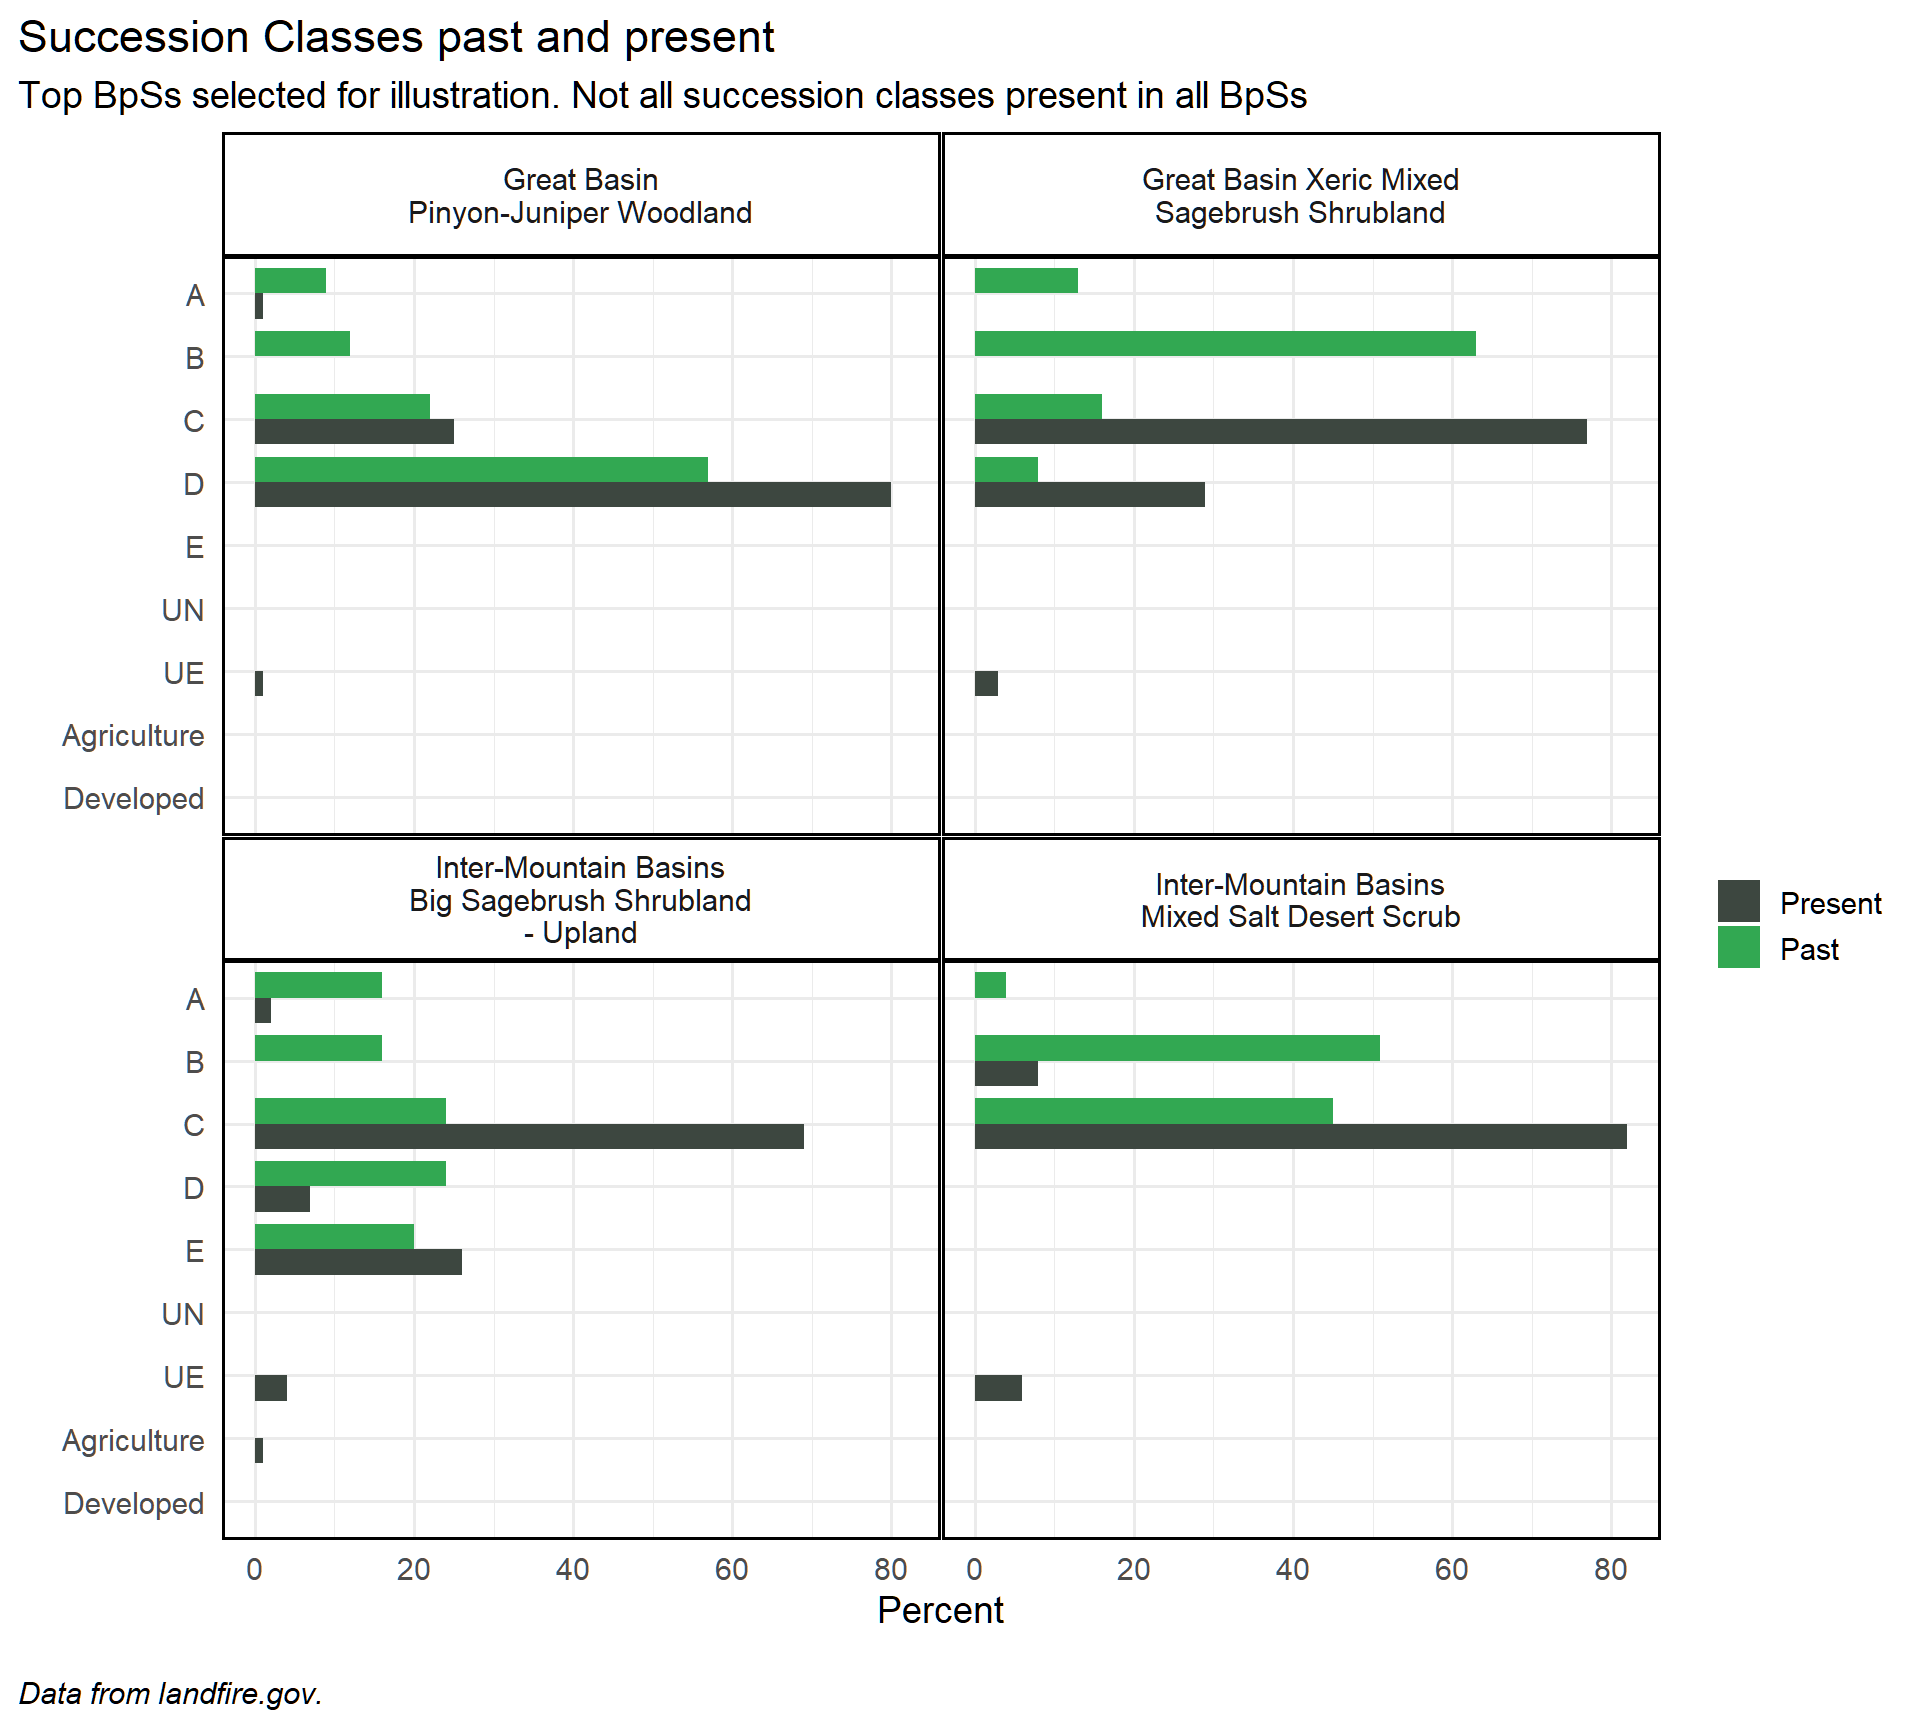 Succession Classes past and present
Top BpSs selected for illustration. Not all succession classes present in all BpSs
Great Basin
Pinyon-Juniper Woodland
Great Basin Xeric Mixed
Sagebrush Shrubland
A
B
C
D
E
UN
UE
Agriculture
Developed
Inter-Mountain Basins
Big Sagebrush Shrubland
- Upland
Inter-Mountain Basins
Mixed Salt Desert Scrub
Present
Past
A
B
C
D
E
UN
UE
Agriculture
Developed
0 20 40 60 80 0 20 40 60 80
Percent
Data from landfire.gov.